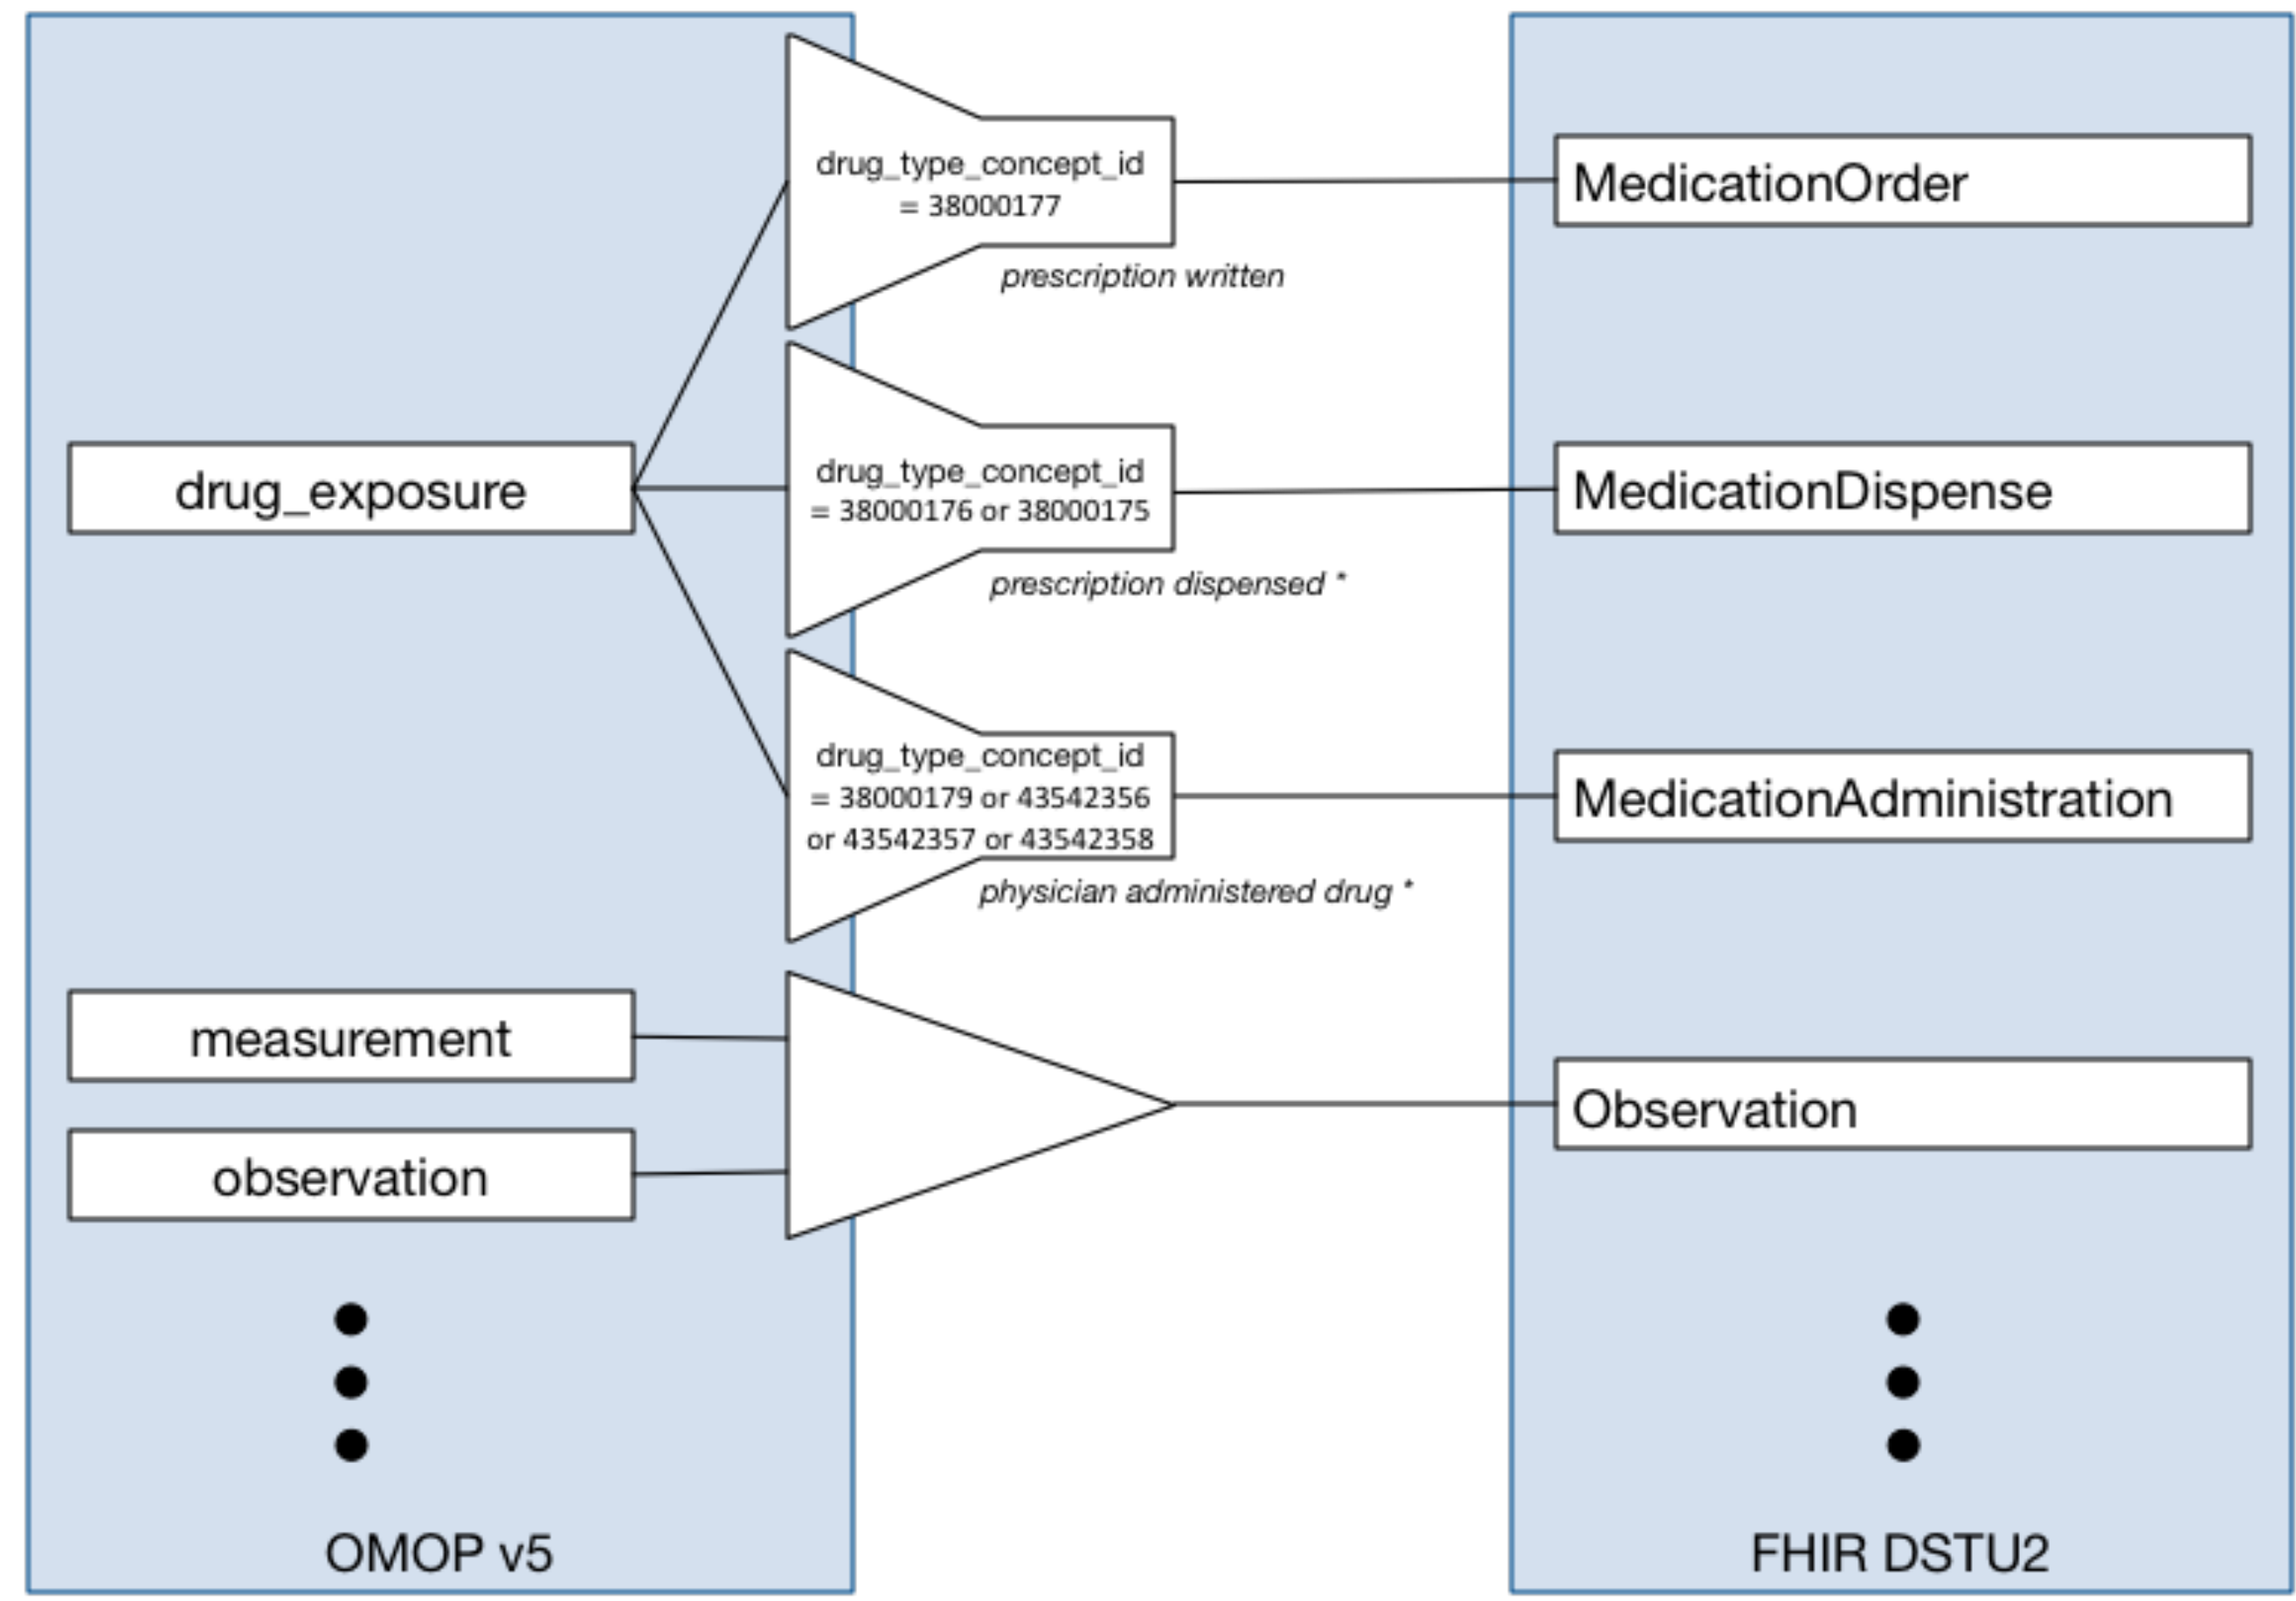 drug_type_concept_id
= 38000177
prescription written
MedicationOrder
drug_exposure
drug_type_concept_id
= 38000176 or 38000175
prescription dispensed *
MedicationDispense
drug_type_concept_id
= 38000179 or 43542356
or 43542357 or 43542358
physician administered drug *
MedicationAdministration
measurement
observation
Observation
OMOP v5
FHIR DSTU2